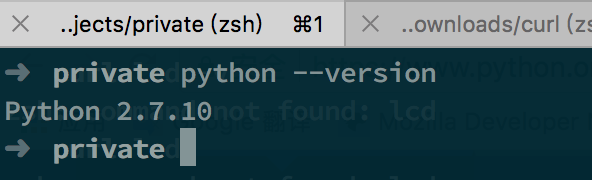 ..jects/private (zsh) ⌘1 ..ownloads/curl (zs
➜ private python --version
Python 2.7.10
➜ private